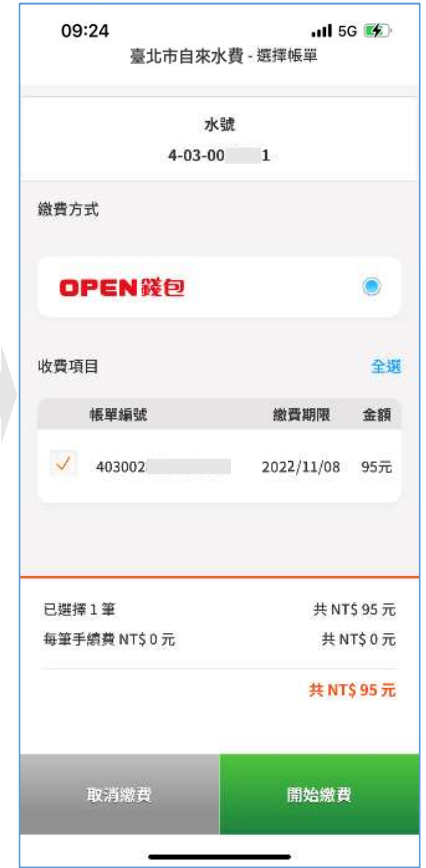 09:24 5G
臺北市自來水費 - 選擇帳單
水號
4-03-00 1
繳費方式
OPEN錢包
收費項目 全選
帳單編號 繳費期限 金額
403002 2022/11/08 95元
已選擇 1 筆 共 NT$ 95 元
每筆手續費 NT$ 0 元 共 NT$ 0 元
共 NT$ 95 元
取消繳費 開始繳費